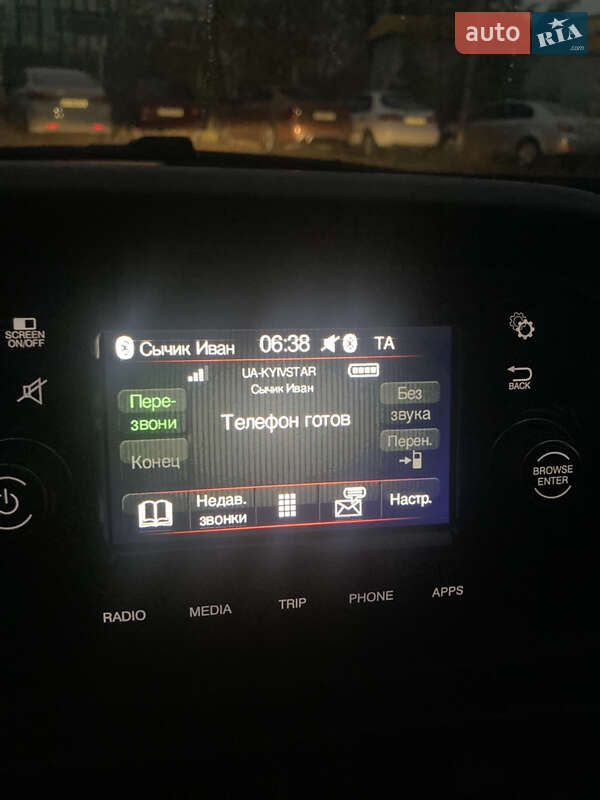 auto RIA
.com
SCREEN
ON/OFF
Сычик Иван 06:38 TA
UA-KYIVSTAR
Сычик Иван
Пере-
звони
Телефон готов
Без
звука
Конец
Перен.
Недав.
звонки
Настр.
BACK
BROWSE
ENTER
RADIO MEDIA TRIP PHONE APPS